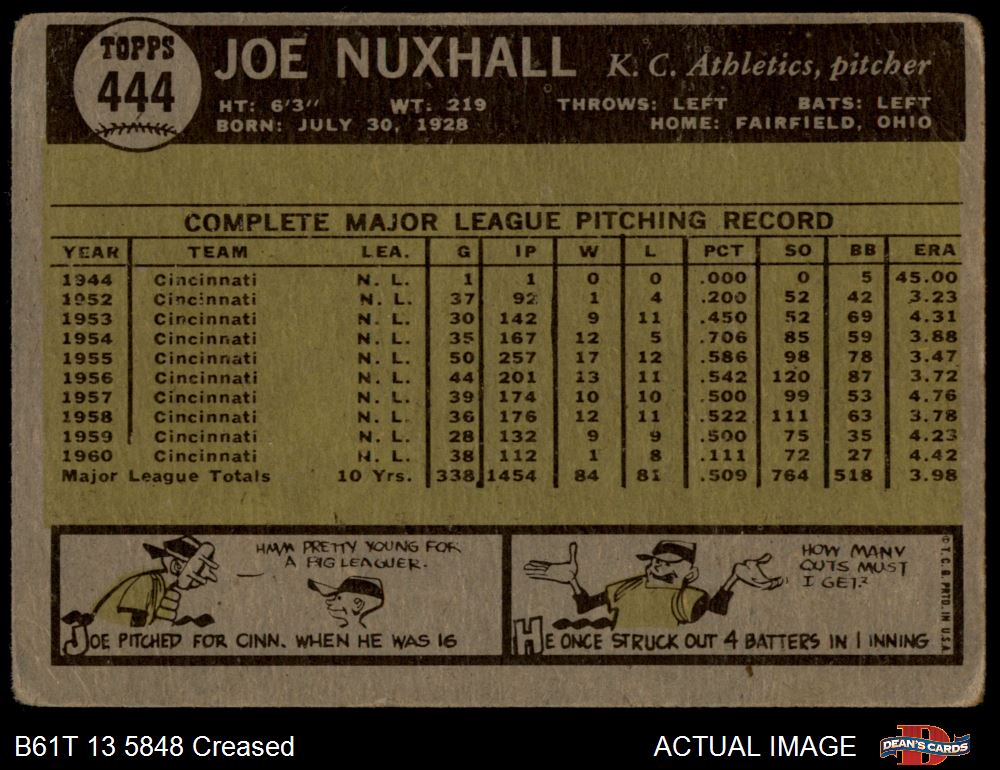 TOPPS
444
JOE NUXHALL K. C. Athletics, pitcher
HT: 6'3" WT: 219 THROWS: LEFT BATS: LEFT
BORN: JULY 30, 1928 HOME: FAIRFIELD, OHIO
COMPLETE MAJOR LEAGUE PITCHING RECORD
YEAR TEAM LEA. G IP W L PCT SO BB ERA
1944 Cincinnati N. L. 1 1 0 0 .000 0 5 45.00
1952 Cincinnati N. L. 37 92 1 4 .200 52 42 3.23
1953 Cincinnati N. L. 30 142 9 11 .450 52 69 4.31
1954 Cincinnati N. L. 35 167 12 5 .706 85 59 3.88
1955 Cincinnati N. L. 50 257 17 12 .586 98 78 3.47
1956 Cincinnati N. L. 44 201 13 11 .542 120 87 3.72
1957 Cincinnati N. L. 39 174 10 10 .500 99 53 4.76
1958 Cincinnati N. L. 36 176 12 11 .522 111 63 3.78
1959 Cincinnati N. L. 28 132 9 9 .500 75 35 4.23
1960 Cincinnati N. L. 38 112 1 8 .111 72 27 4.42
Major League Totals 10 Yrs. 338 1454 84 81 .509 764 518 3.98
HMM PRETTY YOUNG FOR
A BIG LEAGUER.
JOE PITCHED FOR CINN. WHEN HE WAS 16
HOW MANY
OUTS MUST
I GET?
HE ONCE STRUCK OUT 4 BATTERS IN 1 INNING
© T. C. G. PRTD. IN U.S.A.
B61T 13 5848 Creased
ACTUAL IMAGE
DEAN'S CARDS